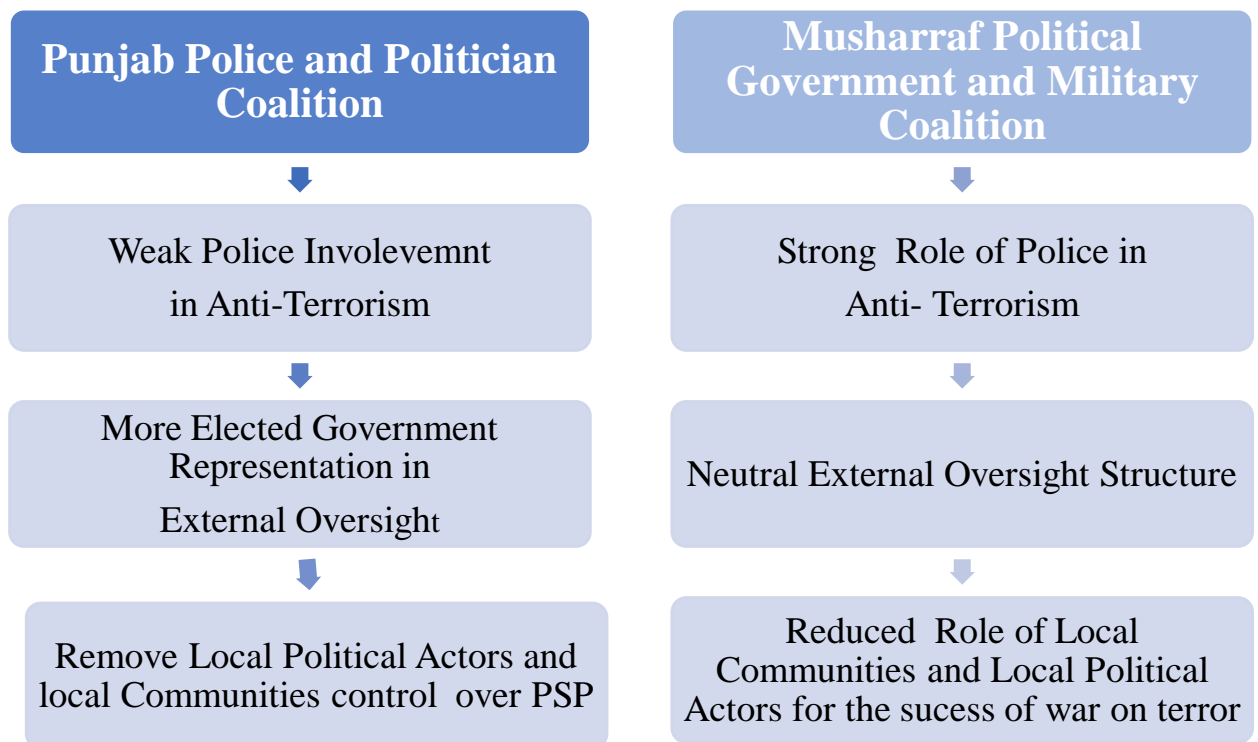 Punjab Police and Politician
Coalition
Weak Police Involevemnt
in Anti-Terrorism
More Elected Government
Representation in
External Oversight
Remove Local Political Actors and
local Communities control over PSP
Musharraf Political
Government and Military
Coalition
Strong Role of Police in
Anti- Terrorism
Neutral External Oversight Structure
Reduced Role of Local
Communities and Local Political
Actors for the sucess of war on terror